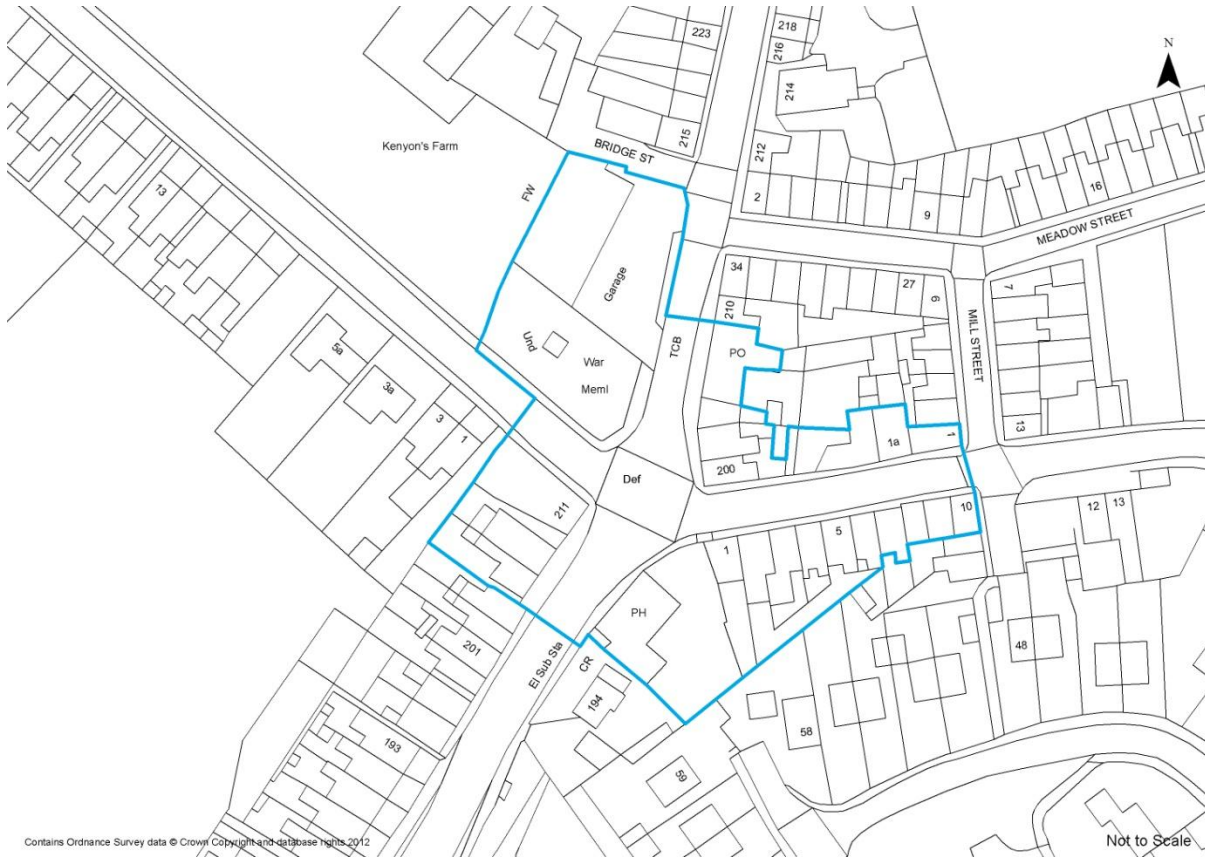 223
218
216
214
N
Kenyon's Farm
BRIDGE ST
215
212
2
9
16
MEADOW STREET
13
FW
Garage
34
27
6
7
MILL STREET
210
TCB
PO
Und
War
Meml
5a
3a
3
1
13
1a
1
200
Def
211
10
12
13
5
1
PH
201
El Sub Sta
CR
194
48
193
58
59
Contains Ordnance Survey data © Crown Copyright and database rights 2012
Not to Scale